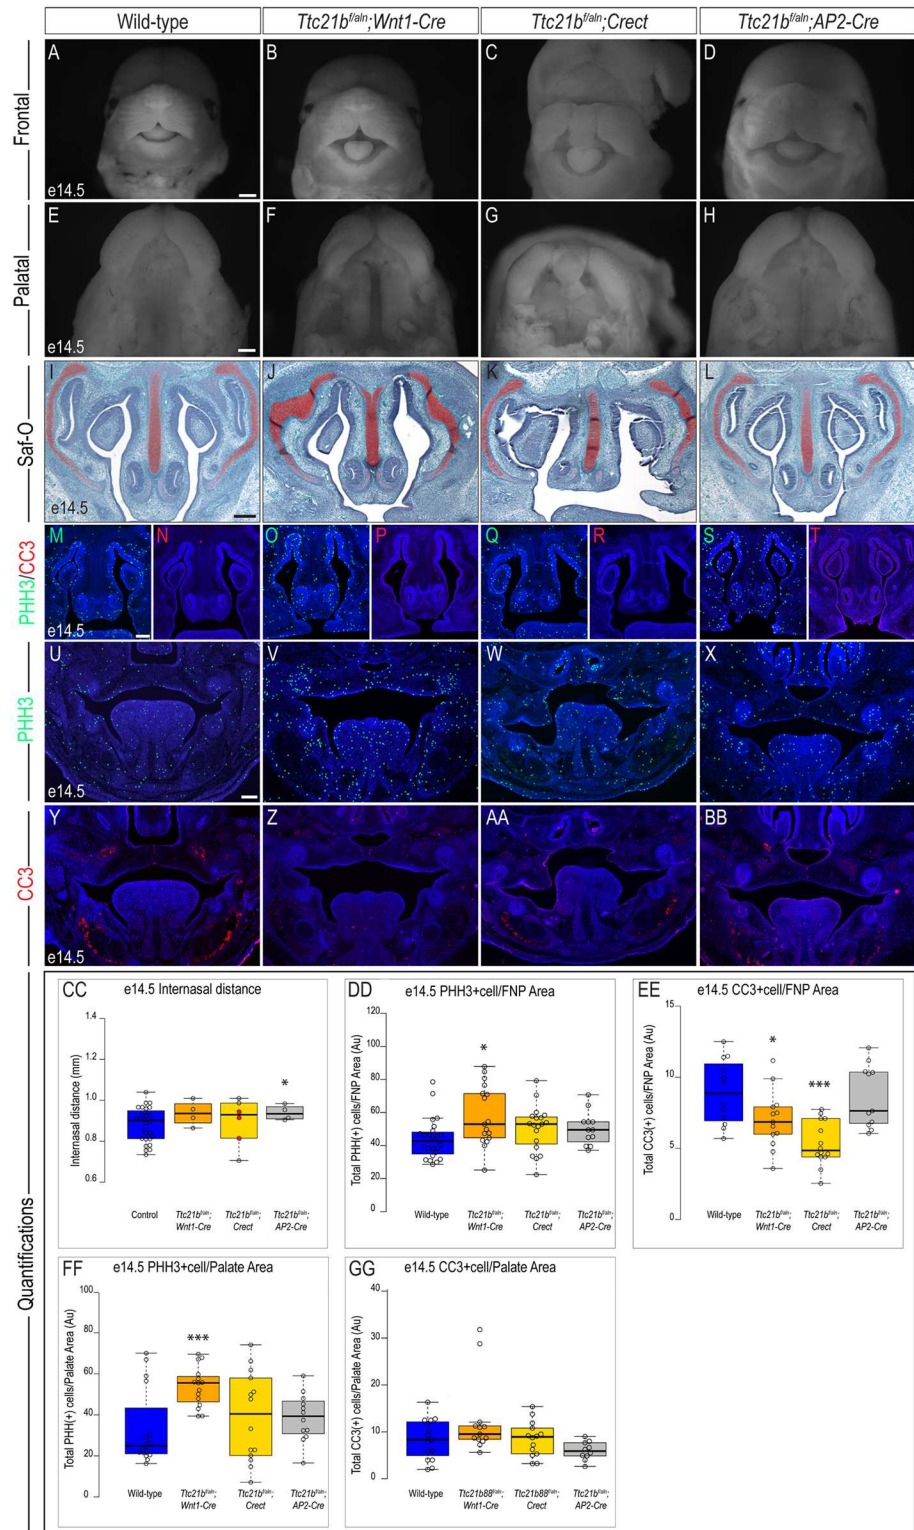 Wild-type
Ttc21b^f/aln;Wnt1-Cre
Ttc21b^f/aln;Crect
Ttc21b^f/aln;AP2-Cre
Frontal
A
B
C
D
e14.5
Palatal
E
F
G
H
e14.5
Saf-O
I
J
K
L
e14.5
PHH3/CC3
M
N
O
P
Q
R
S
T
e14.5
PHH3
U
V
W
X
e14.5
CC3
Y
Z
AA
BB
e14.5
Quantifications
CC
e14.5 Internasal distance
Internasal distance (mm)
1.4
1.2
1.0
0.8
0.6
*
Control
Ttc21b^f/aln; Wnt1-Cre
Ttc21b^f/aln; Crect
Ttc21b^f/aln; AP2-Cre
DD
e14.5 PHH3+cell/FNP Area
Total PHH(+) cells/FNP Area (Au)
120
100
80
60
40
20
0
*
Wild-type
Ttc21b^f/aln; Wnt1-Cre
Ttc21b^f/aln; Crect
Ttc21b^f/aln; AP2-Cre
EE
e14.5 CC3+cell/FNP Area
Total CC3(+) cells/FNP Area (Au)
15
10
5
0
*
***
Wild-type
Ttc21b^f/aln; Wnt1-Cre
Ttc21b^f/aln; Crect
Ttc21b^f/aln; AP2-Cre
FF
e14.5 PHH3+cell/Palate Area
Total PHH(+) cells/Palate Area (Au)
100
80
60
40
20
00
***
Wild-type
Ttc21b^f/aln; Wnt1-Cre
Ttc21b^f/aln; Crect
Ttc21b^f/aln; AP2-Cre
GG
e14.5 CC3+cell/Palate Area
Total CC3(+) cells/Palate Area (Au)
40
30
20
10
0
Wild-type
Ttc21b88^f/aln; Wnt1-Cre
Ttc21b88^f/aln; Crect
Ttc21b^f/aln; AP2-Cre